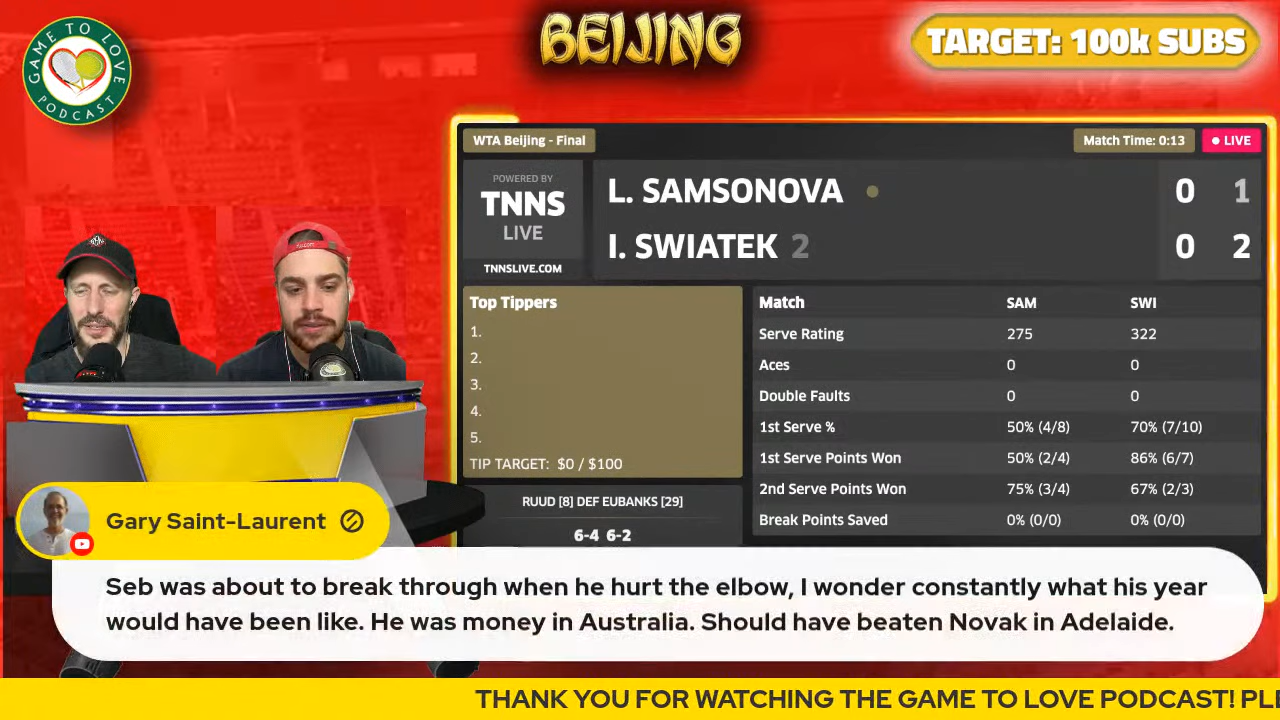 GAME TO LOVE PODCAST
BEIJING
TARGET: 100k SUBS
WTA Beijing - Final
Match Time: 0:13
LIVE
POWERED BY
TNNS
LIVE
TNNSLIVE.COM
L. SAMSONOVA 0 1
I. SWIATEK 2 0 2
Top Tippers
1.
2.
3.
4.
5.
TIP TARGET: $0 / $100
RUUD [8] DEF EUBANKS [29]
6-4 6-2
Match SAM SWI
Serve Rating 275 322
Aces 0 0
Double Faults 0 0
1st Serve % 50% (4/8) 70% (7/10)
1st Serve Points Won 50% (2/4) 86% (6/7)
2nd Serve Points Won 75% (3/4) 67% (2/3)
Break Points Saved 0% (0/0) 0% (0/0)
Gary Saint-Laurent
Seb was about to break through when he hurt the elbow, I wonder constantly what his year
would have been like. He was money in Australia. Should have beaten Novak in Adelaide.
THANK YOU FOR WATCHING THE GAME TO LOVE PODCAST! PLE